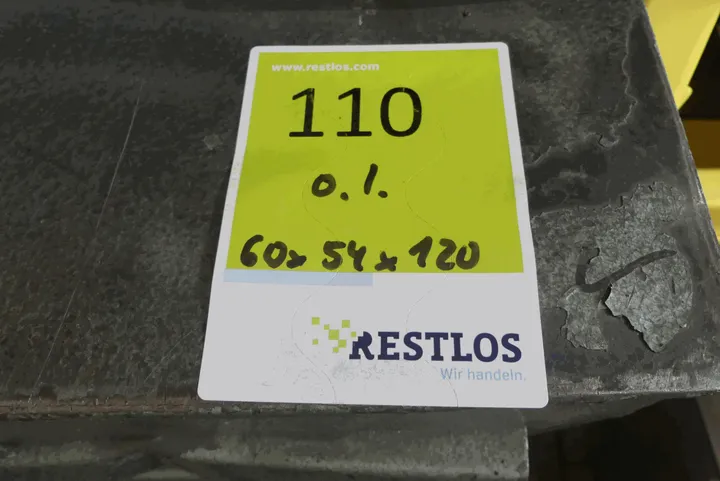 www.restlos.com
110
o.l.
60x 54 x 120
RESTLOS
Wir handeln.